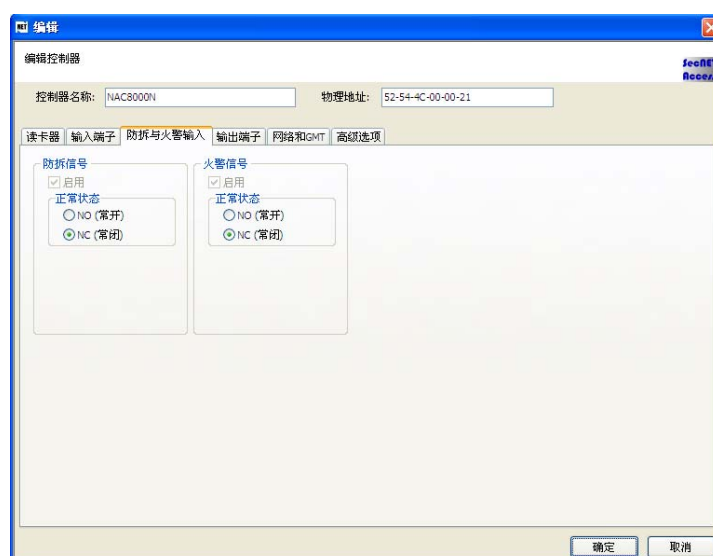 NET 编辑
编辑控制器
SecNET
Access
控制器名称: NAC8000N 物理地址: 52-54-4C-00-00-21
读卡器 输入端子 防拆与火警输入 输出端子 网络和GMT 高级选项
防拆信号 火警信号
启用 启用
正常状态 正常状态
NO (常开) NO (常开)
NC (常闭) NC (常闭)
确定 取消